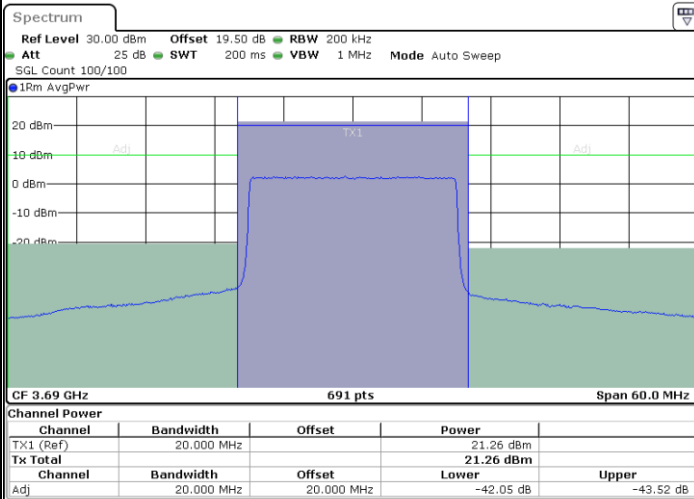 Spectrum
Ref Level 30.00 dBm Offset 19.50 dB RBW 200 kHz
Att 25 dB SWT 200 ms VBW 1 MHz Mode Auto Sweep
SGL Count 100/100
1Rm AvgPwr
20 dBm
TX1
Adj
Adj
10 dBm
0 dBm
-10 dBm
-20 dBm
CF 3.69 GHz 691 pts Span 60.0 MHz
Channel Power
Channel Bandwidth Offset Power
TX1 (Ref) 20.000 MHz 21.26 dBm
Tx Total 21.26 dBm
Channel Bandwidth Offset Lower Upper
Adj 20.000 MHz 20.000 MHz -42.05 dB -43.52 dB